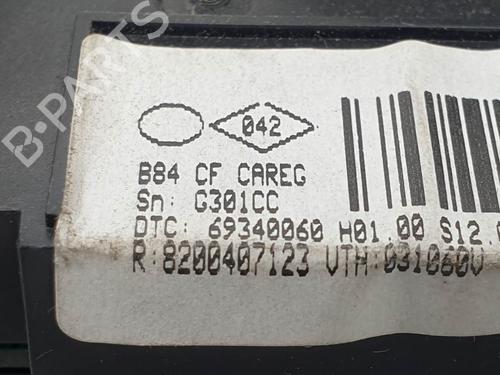 B-PARTS
042
B84 CF CAREG
Sn: G301CC
DTC: 69340060 H01.00 S12.
R:8200407123 VTH:031060V